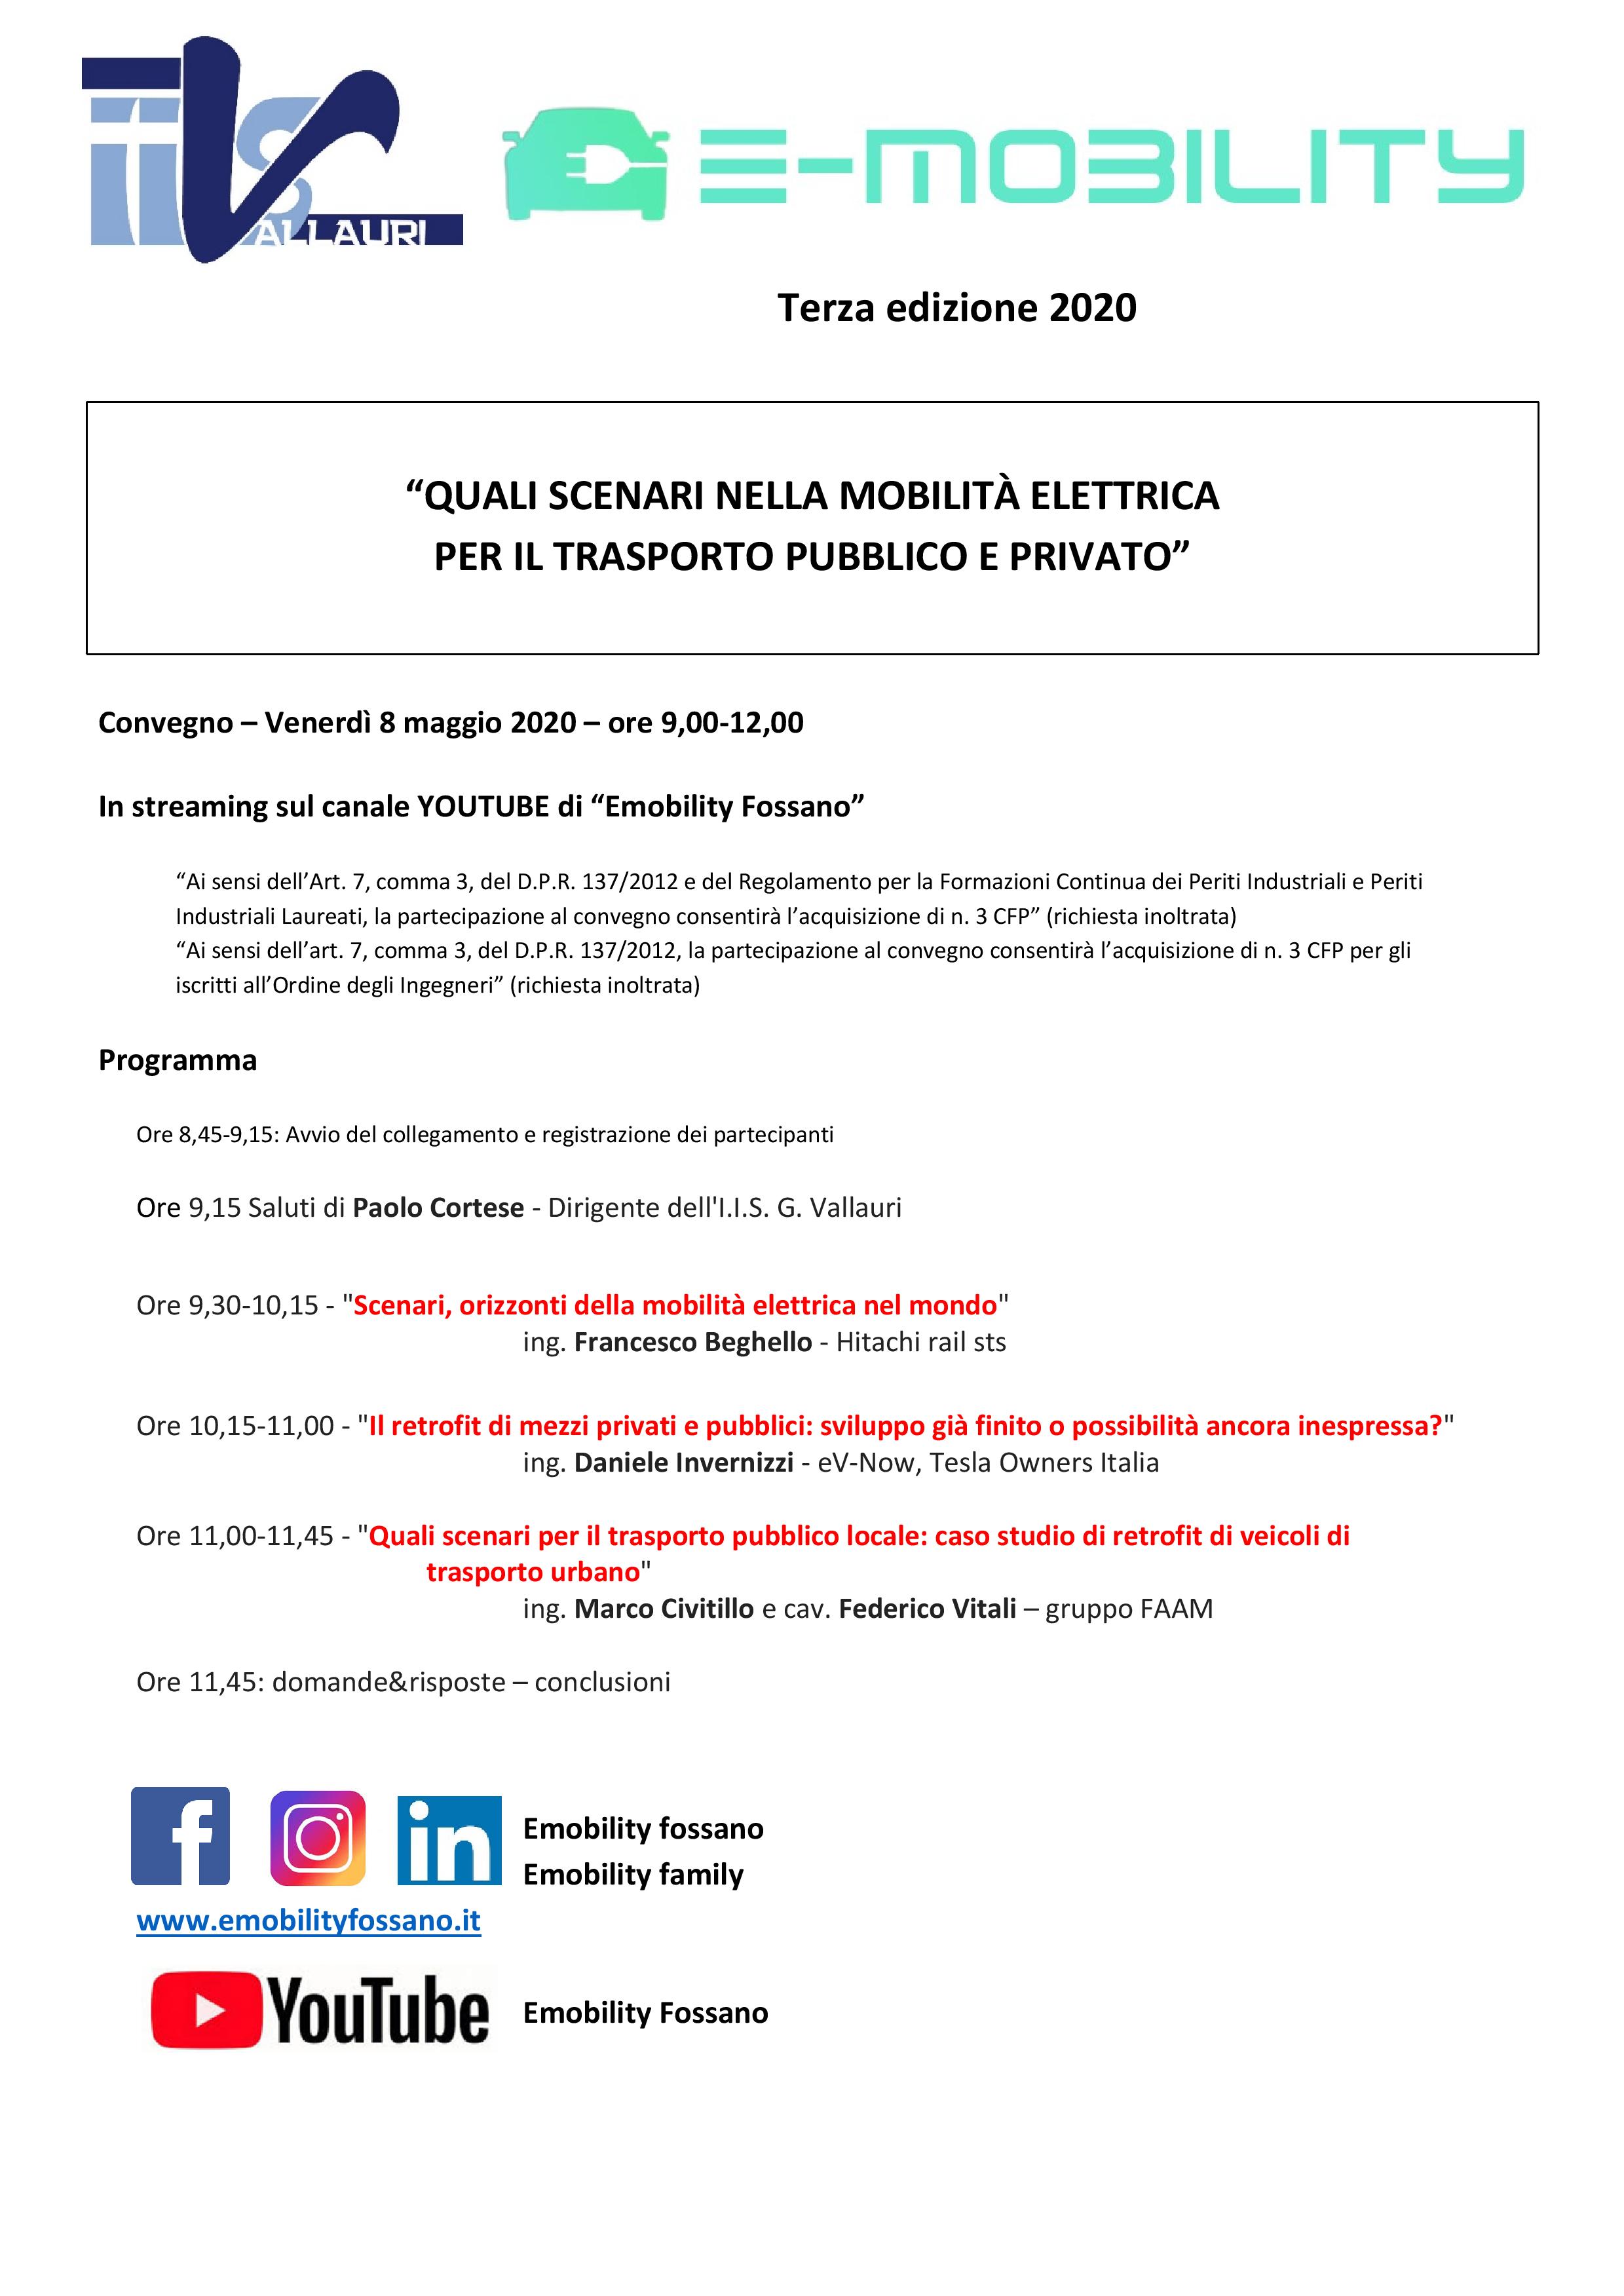 IIS VALLAURI
E-MOBILITY
Terza edizione 2020
“QUALI SCENARI NELLA MOBILITÀ ELETTRICA
PER IL TRASPORTO PUBBLICO E PRIVATO”
Convegno – Venerdì 8 maggio 2020 – ore 9,00-12,00
In streaming sul canale YOUTUBE di “Emobility Fossano”
“Ai sensi dell’Art. 7, comma 3, del D.P.R. 137/2012 e del Regolamento per la Formazioni Continua dei Periti Industriali e Periti
Industriali Laureati, la partecipazione al convegno consentirà l’acquisizione di n. 3 CFP” (richiesta inoltrata)
“Ai sensi dell’art. 7, comma 3, del D.P.R. 137/2012, la partecipazione al convegno consentirà l’acquisizione di n. 3 CFP per gli
iscritti all’Ordine degli Ingegneri” (richiesta inoltrata)
Programma
Ore 8,45-9,15: Avvio del collegamento e registrazione dei partecipanti
Ore 9,15 Saluti di Paolo Cortese - Dirigente dell'I.I.S. G. Vallauri
Ore 9,30-10,15 - "Scenari, orizzonti della mobilità elettrica nel mondo"
ing. Francesco Beghello - Hitachi rail sts
Ore 10,15-11,00 - "Il retrofit di mezzi privati e pubblici: sviluppo già finito o possibilità ancora inespressa?"
ing. Daniele Invernizzi - eV-Now, Tesla Owners Italia
Ore 11,00-11,45 - "Quali scenari per il trasporto pubblico locale: caso studio di retrofit di veicoli di
trasporto urbano"
ing. Marco Civitillo e cav. Federico Vitali – gruppo FAAM
Ore 11,45: domande&risposte – conclusioni
f
in
Emobility fossano
Emobility family
www.emobilityfossano.it
YouTube
Emobility Fossano